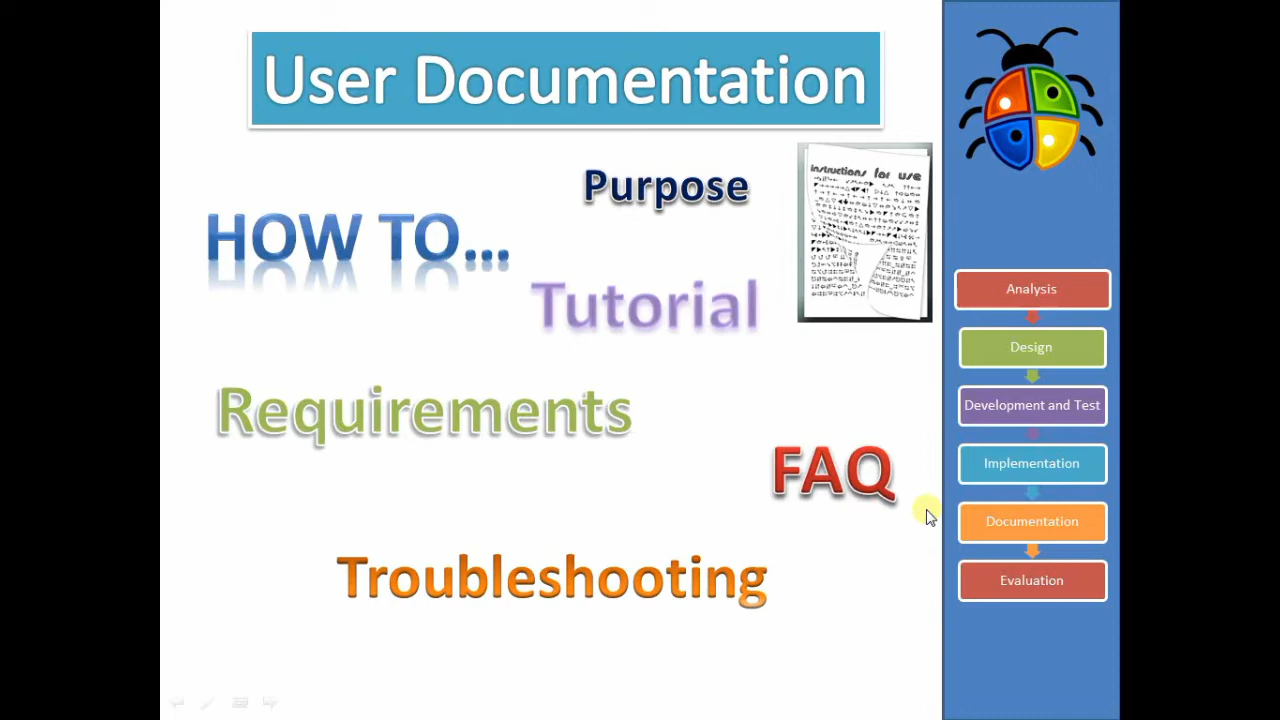 User Documentation
Purpose
instructions for use
HOW TO...
Tutorial
Requirements
FAQ
Troubleshooting
Analysis
Design
Development and Test
Implementation
Documentation
Evaluation